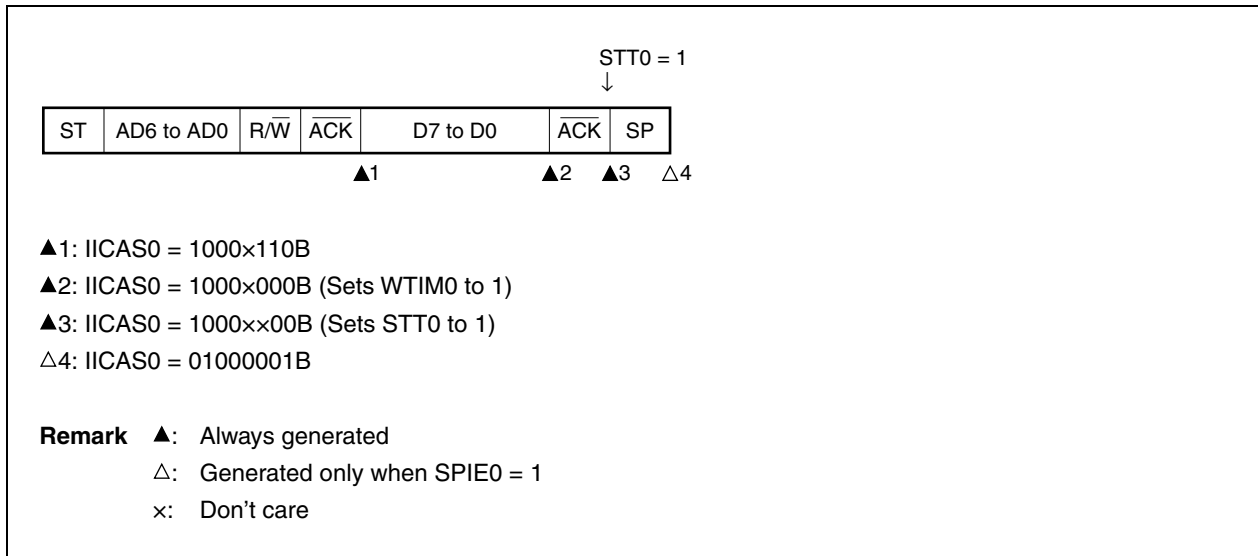 STT0 = 1
↓
ST AD6 to AD0 R/W̅ A̅C̅K̅ D7 to D0 A̅C̅K̅ SP
▲1 ▲2 ▲3 △4
▲1: IICAS0 = 1000×110B
▲2: IICAS0 = 1000×000B (Sets WTIM0 to 1)
▲3: IICAS0 = 1000××00B (Sets STT0 to 1)
△4: IICAS0 = 01000001B
Remark ▲: Always generated
△: Generated only when SPIE0 = 1
×: Don't care